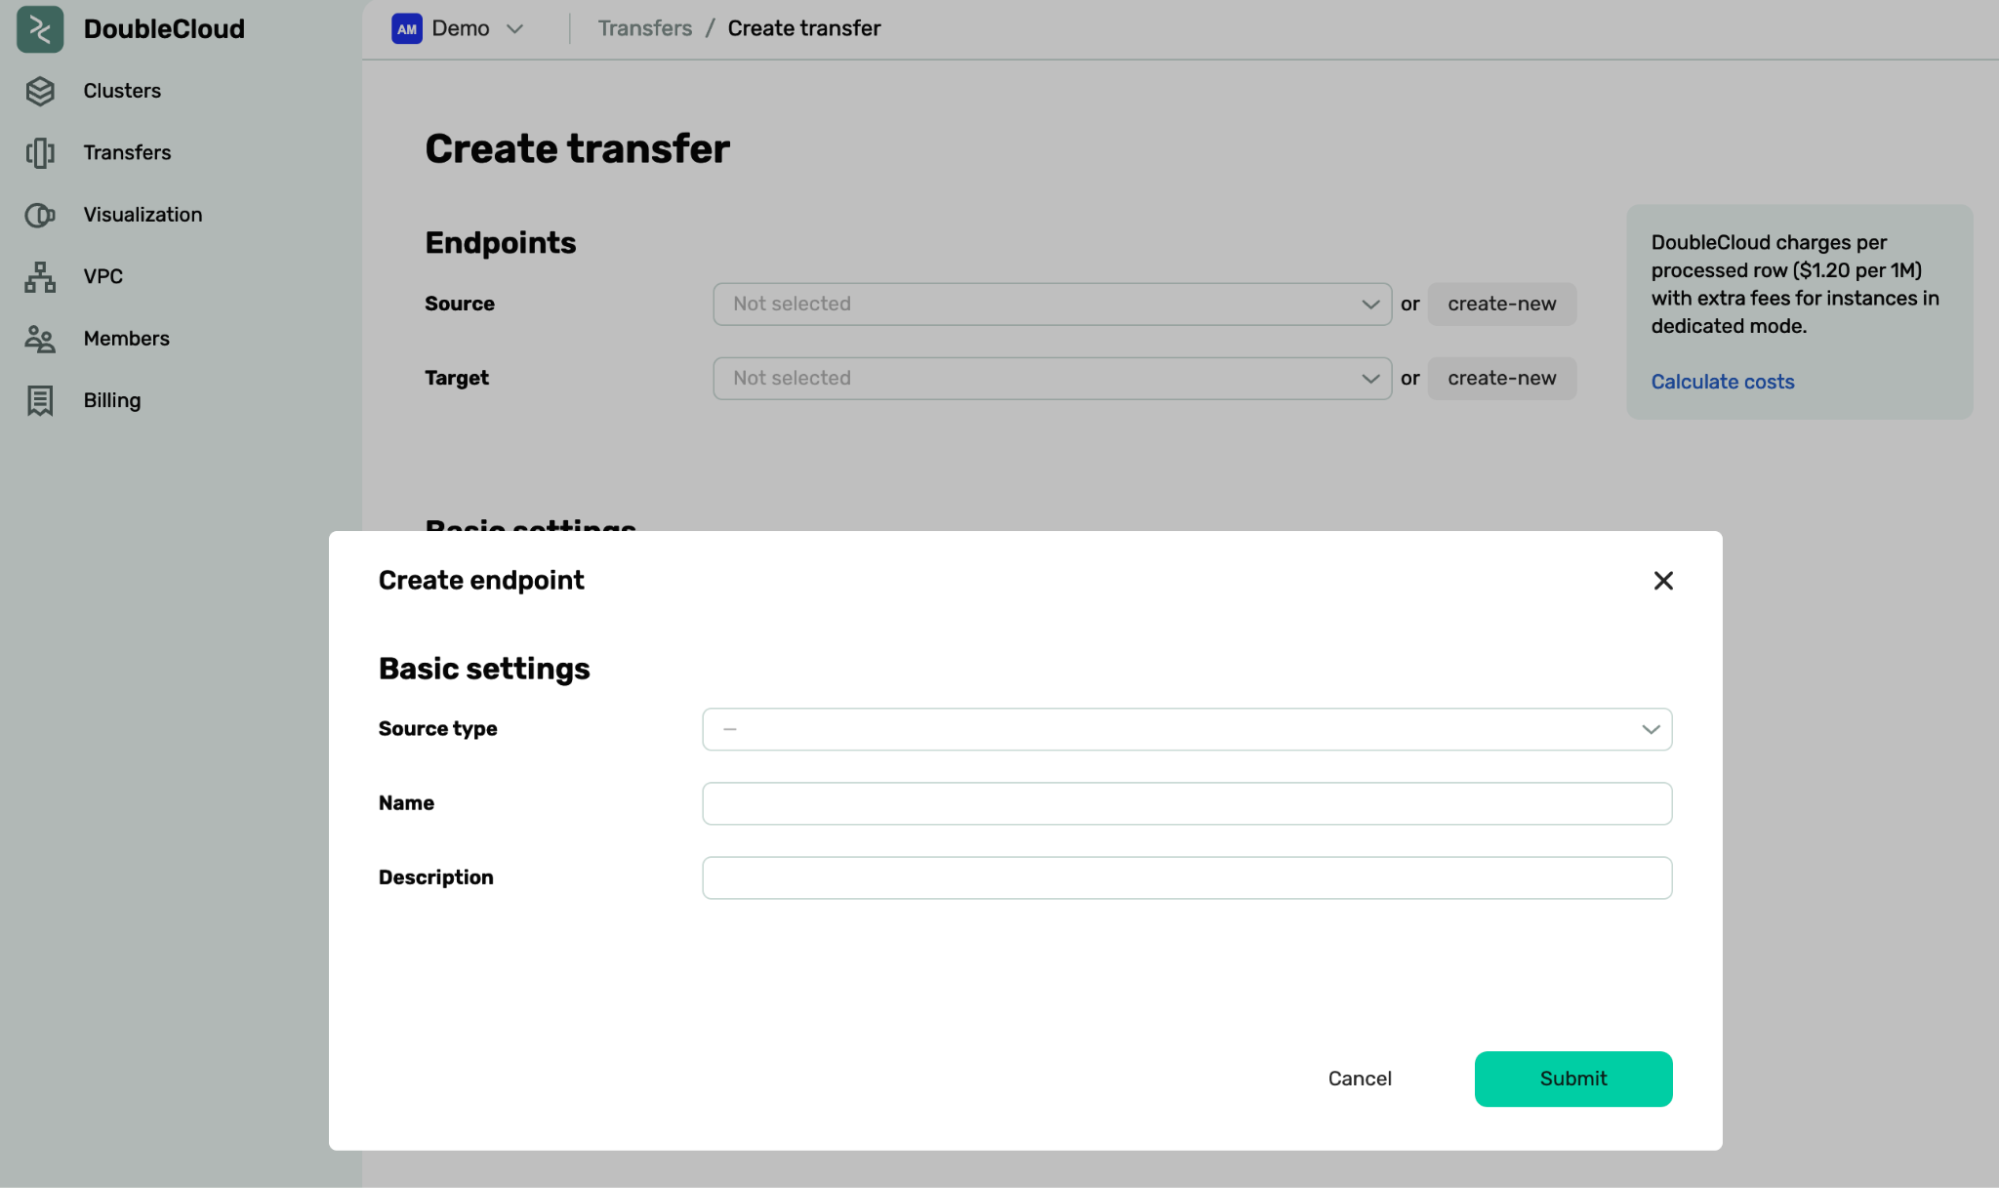 DoubleCloud
Clusters
Transfers
Visualization
VPC
Members
Billing
AM Demo
Transfers / Create transfer
Create transfer
Endpoints
Source
Not selected
or
create-new
Target
Not selected
or
create-new
DoubleCloud charges per
processed row ($1.20 per 1M)
with extra fees for instances in
dedicated mode.
Calculate costs
Basic settings
Create endpoint
Basic settings
Source type
—
Name
Description
Cancel
Submit